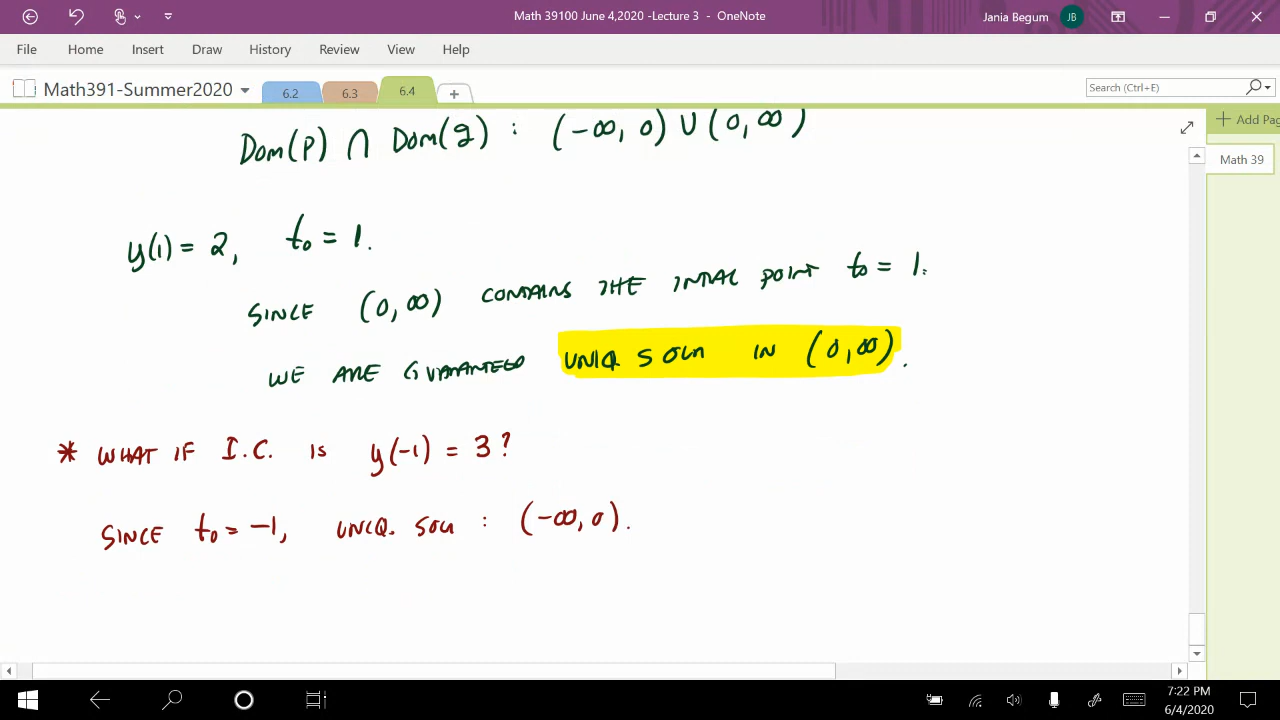 Math 39100 June 4,2020 -Lecture 3 - OneNote
Jania Begum JB
File Home Insert Draw History View Help
Math391-Summer2020 6.2 6.3 6.4
Search (Ctrl+E)
Add Pag
Math 39
Dom(p) ∩ Dom(g) : (-∞, 0) ∪ (0, ∞)
y(1) = 2, t₀ = 1.
SINCE (0, ∞) CONTAINS THE INTIAL POINT t₀ = 1.
WE ARE GUARANTEED UNIQ SOLN IN (0, ∞).
* WHAT IF I.C. IS y(-1) = 3?
SINCE t₀ = -1, UNIQ. SOLN : (-∞, 0).
7:22 PM
6/4/2020